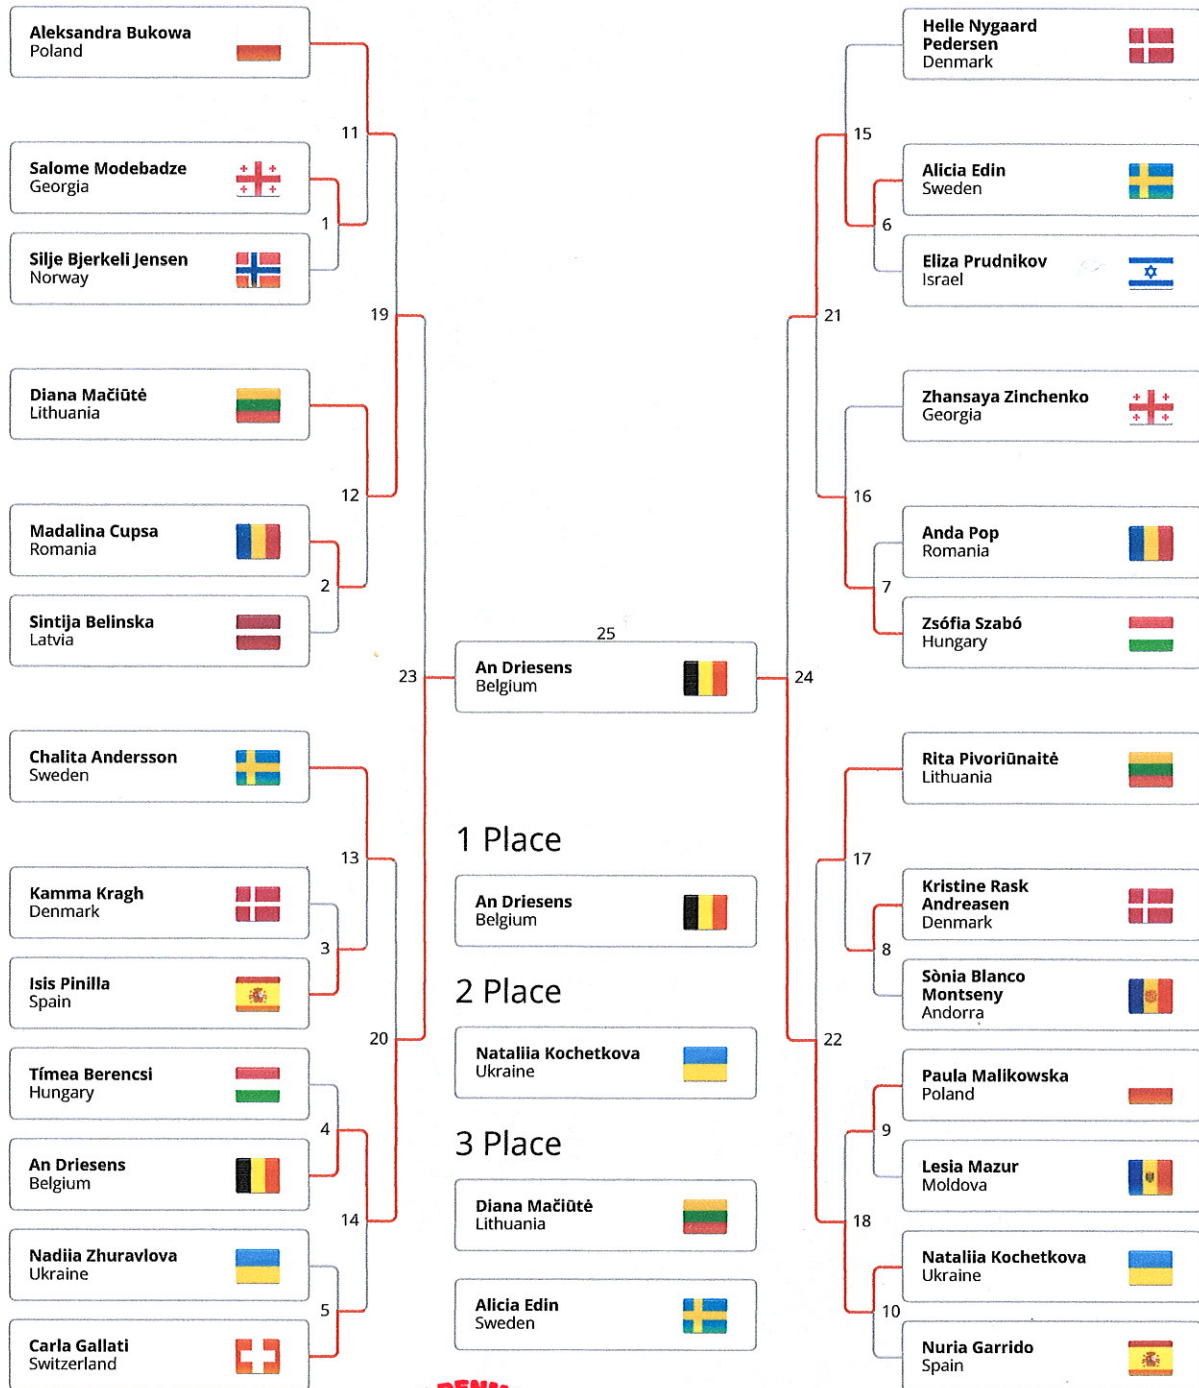 Aleksandra Bukowa
Poland
Salome Modebadze
Georgia
Silje Bjerkeli Jensen
Norway
Diana Mačiūtė
Lithuania
Madalina Cupsa
Romania
Sintija Belinska
Latvia
Chalita Andersson
Sweden
Kamma Kragh
Denmark
Isis Pinilla
Spain
Tímea Berencsi
Hungary
An Driesens
Belgium
Nadiia Zhuravlova
Ukraine
Carla Gallati
Switzerland
11
1
19
12
2
23
13
3
20
4
14
5
25
An Driesens
Belgium
1 Place
An Driesens
Belgium
2 Place
Nataliia Kochetkova
Ukraine
3 Place
Diana Mačiūtė
Lithuania
Alicia Edin
Sweden
15
6
21
16
7
24
17
8
22
9
18
10
Helle Nygaard
Pedersen
Denmark
Alicia Edin
Sweden
Eliza Prudnikov
Israel
Zhansaya Zinchenko
Georgia
Anda Pop
Romania
Zsófia Szabó
Hungary
Rita Pivoriūnaitė
Lithuania
Kristine Rask
Andreasen
Denmark
Sònia Blanco
Montseny
Andorra
Paula Malikowska
Poland
Lesia Mazur
Moldova
Nataliia Kochetkova
Ukraine
Nuria Garrido
Spain